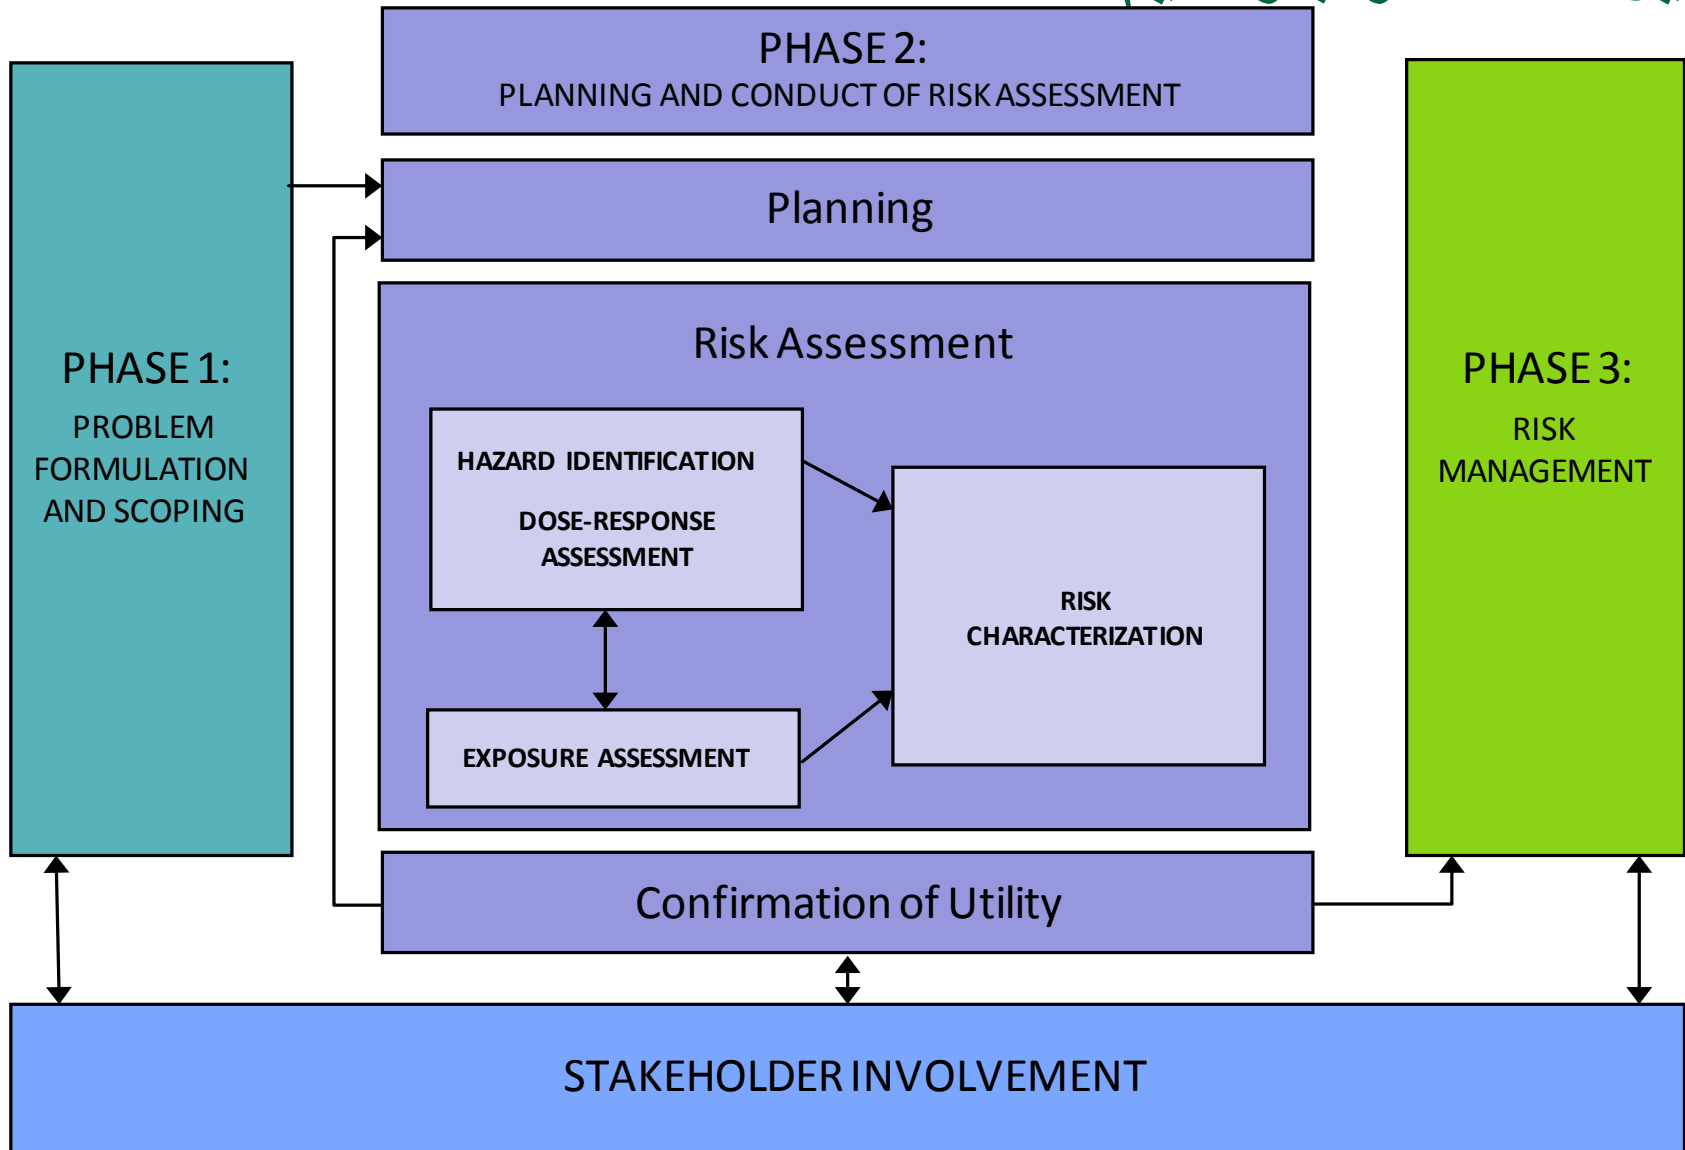 PHASE 2:
PLANNING AND CONDUCT OF RISK ASSESSMENT
PHASE 1:
PROBLEM
FORMULATION
AND SCOPING
Planning
Risk Assessment
HAZARD IDENTIFICATION
DOSE-RESPONSE
ASSESSMENT
EXPOSURE ASSESSMENT
RISK
CHARACTERIZATION
Confirmation of Utility
PHASE 3:
RISK
MANAGEMENT
STAKEHOLDER INVOLVEMENT